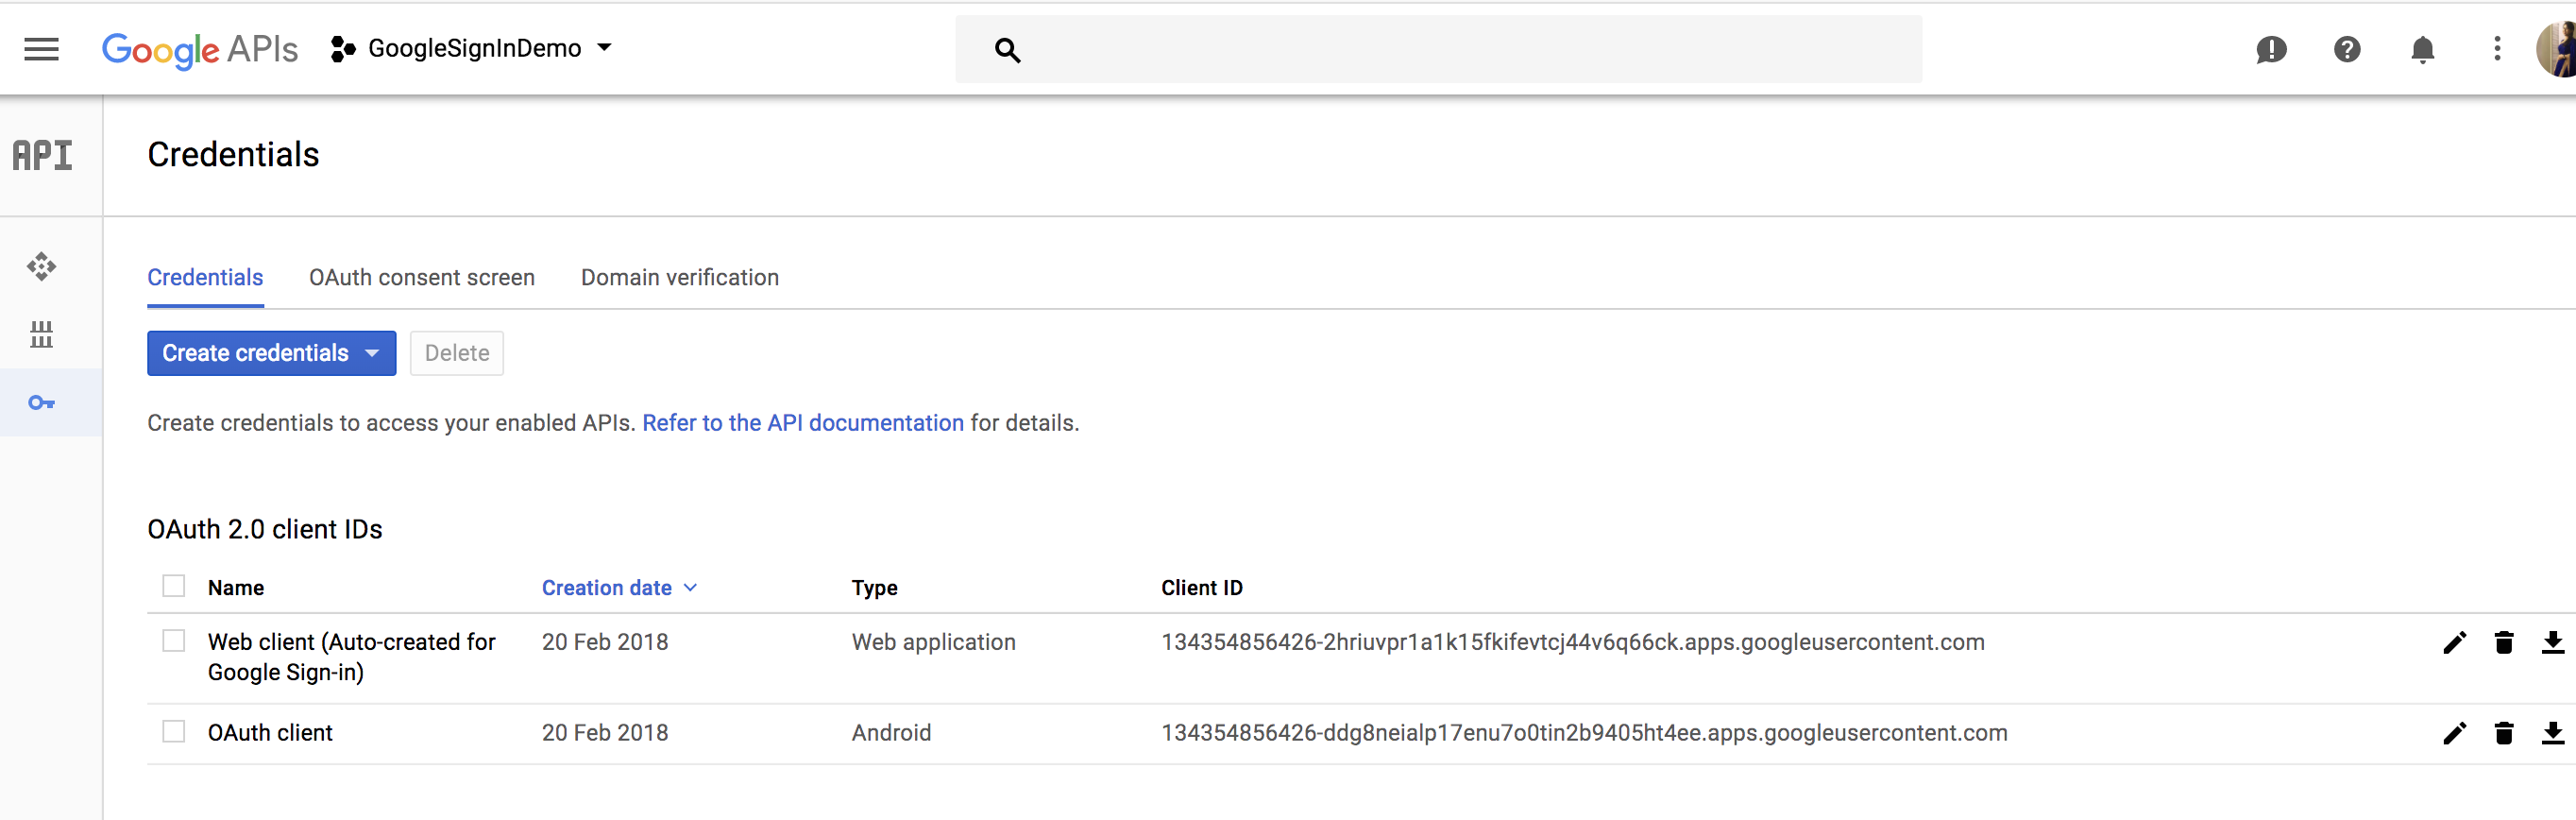 Google APIs GoogleSignInDemo
API
Credentials
Credentials OAuth consent screen Domain verification
Create credentials Delete
Create credentials to access your enabled APIs. Refer to the API documentation for details.
OAuth 2.0 client IDs
Name Creation date Type Client ID
Web client (Auto-created for 20 Feb 2018 Web application 134354856426-2hriuvpr1a1k15fkifevtcj44v6q66ck.apps.googleusercontent.com
Google Sign-in)
OAuth client 20 Feb 2018 Android 134354856426-ddg8neialp17enu7o0tin2b9405ht4ee.apps.googleusercontent.com